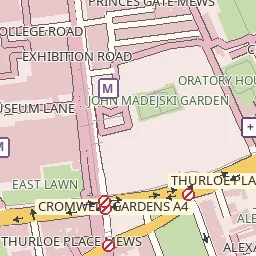 PRINCES GATE MEWS
COLLEGE ROAD
EXHIBITION ROAD
ORATORY HOU
M
JOHN MADEJSKI GARDEN
USEUM LANE
M
EAST LAWN
THURLOE PLA
CROMWELL GARDENS A4
THURLOE PLACE MEWS
ALE
ALEXA